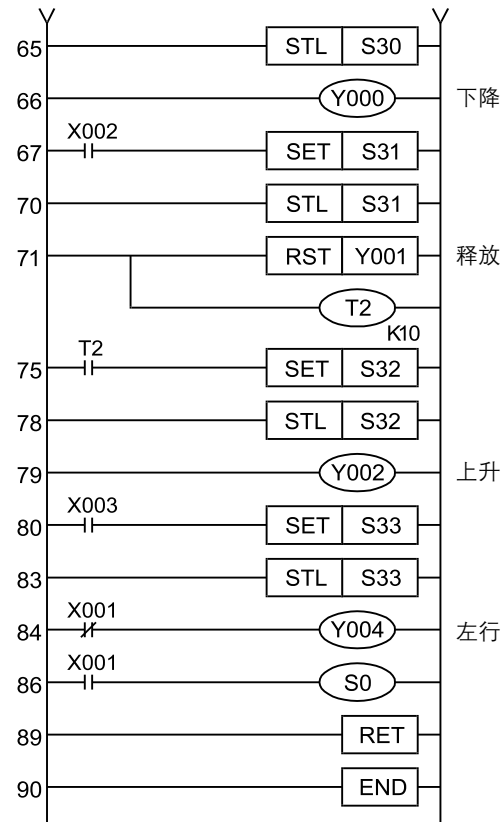 65 STL S30
66 Y000 下降
X002
67 SET S31
70 STL S31
71 RST Y001 释放
T2
K10
T2
75 SET S32
78 STL S32
79 Y002 上升
X003
80 SET S33
83 STL S33
X001
84 Y004 左行
X001
86 S0
89 RET
90 END